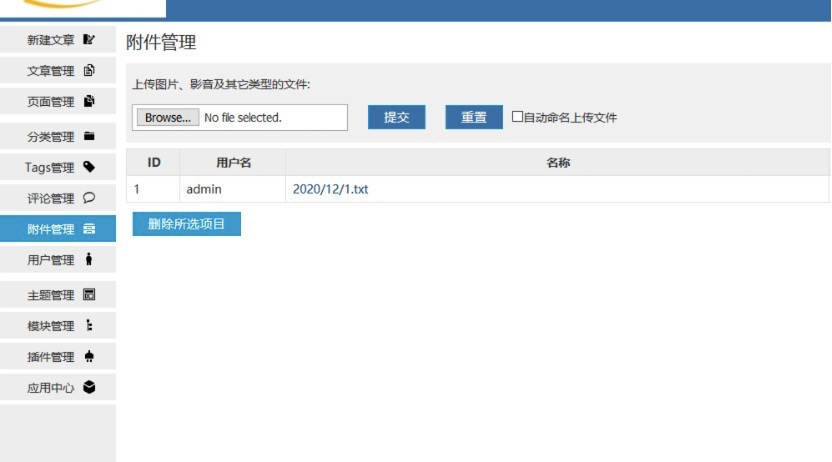 新建文章
文章管理
页面管理
分类管理
Tags管理
评论管理
附件管理
用户管理
主题管理
模块管理
插件管理
应用中心
附件管理
上传图片、影音及其它类型的文件:
Browse... No file selected. 提交 重置 自动命名上传文件
ID 用户名 名称
1 admin 2020/12/1.txt
删除所选项目